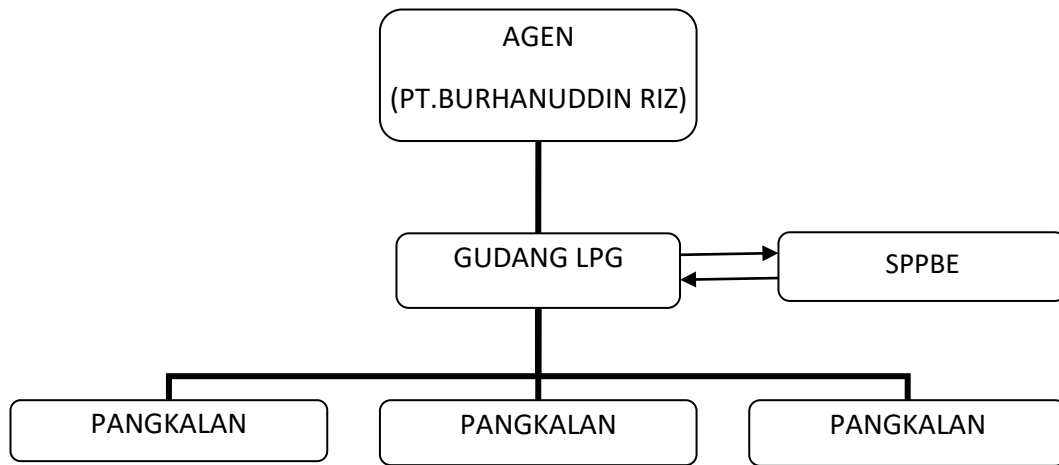 AGEN
(PT.BURHANUDDIN RIZ)
GUDANG LPG
SPPBE
PANGKALAN
PANGKALAN
PANGKALAN